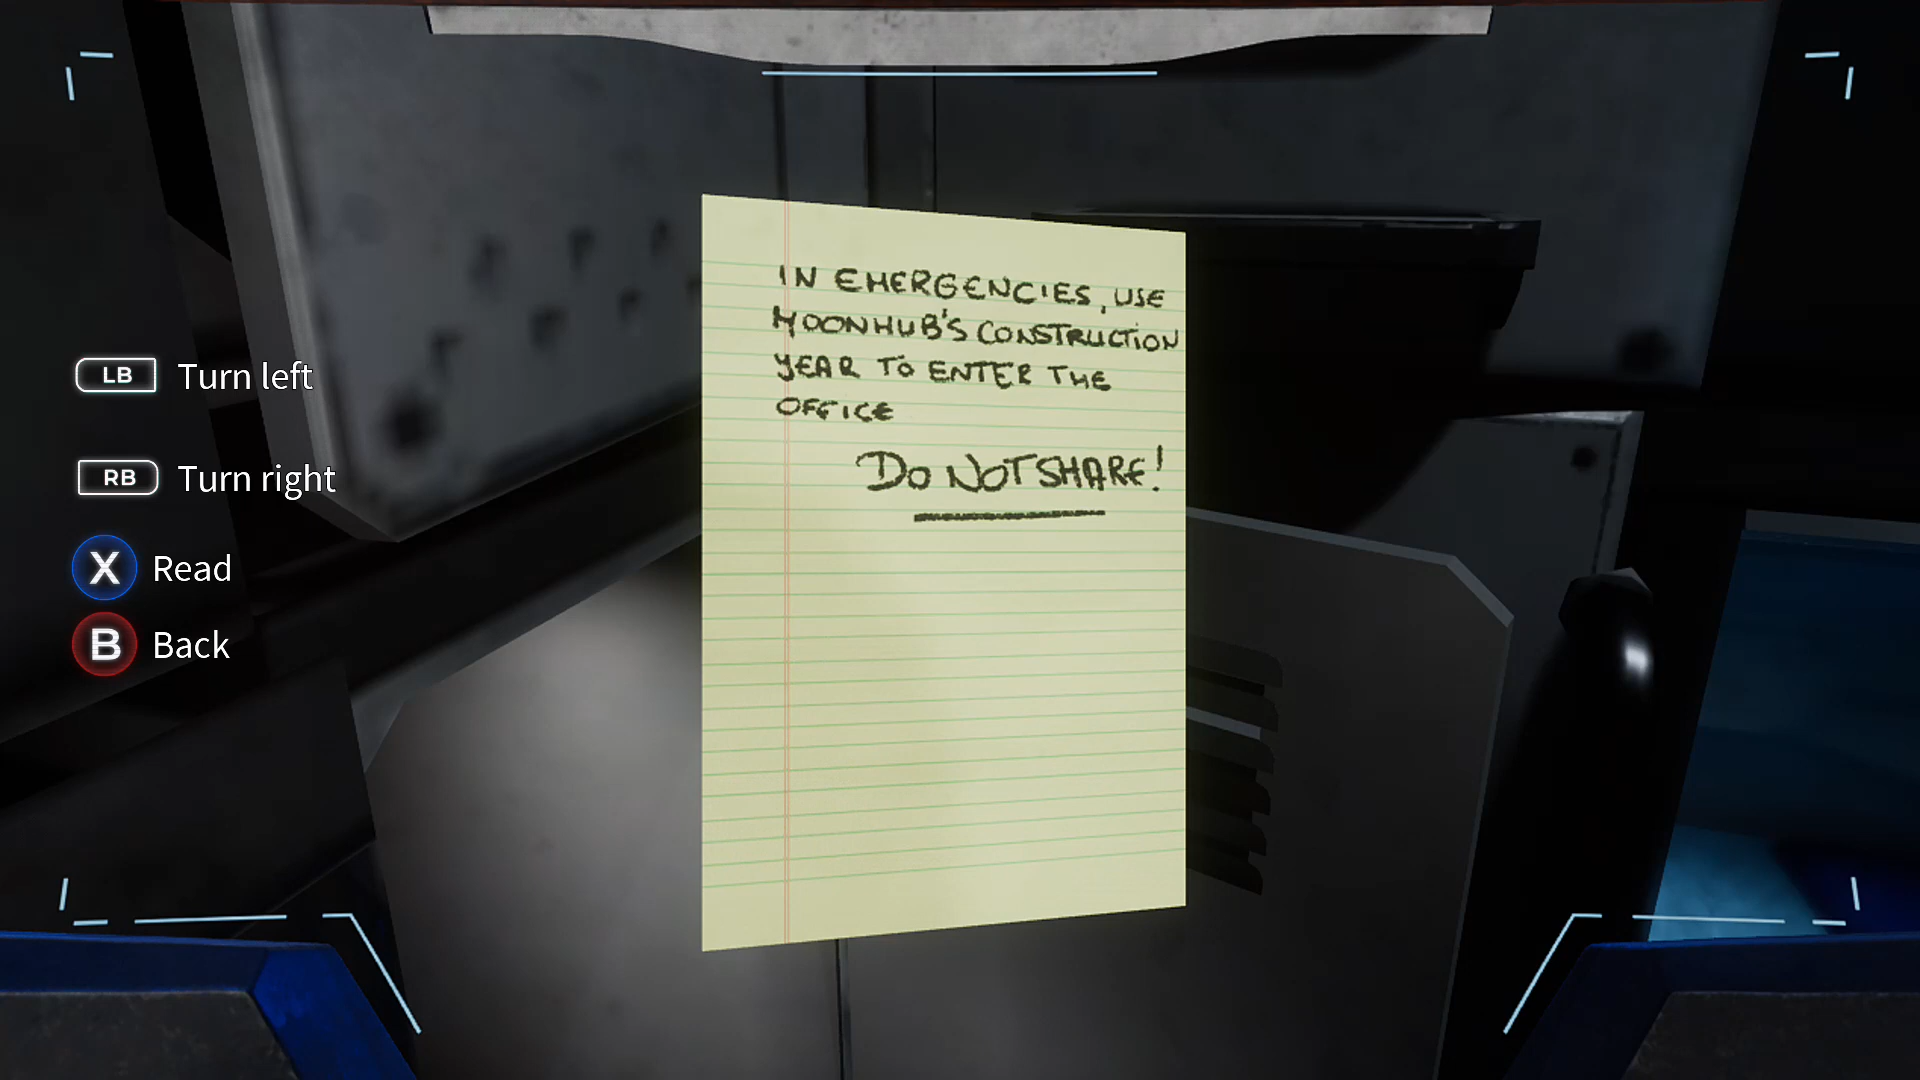 IN EMERGENCIES, USE
MOONHUB'S CONSTRUCTION
YEAR TO ENTER THE
OFFICE
DO NOT SHARE!
LB Turn left
RB Turn right
X Read
B Back